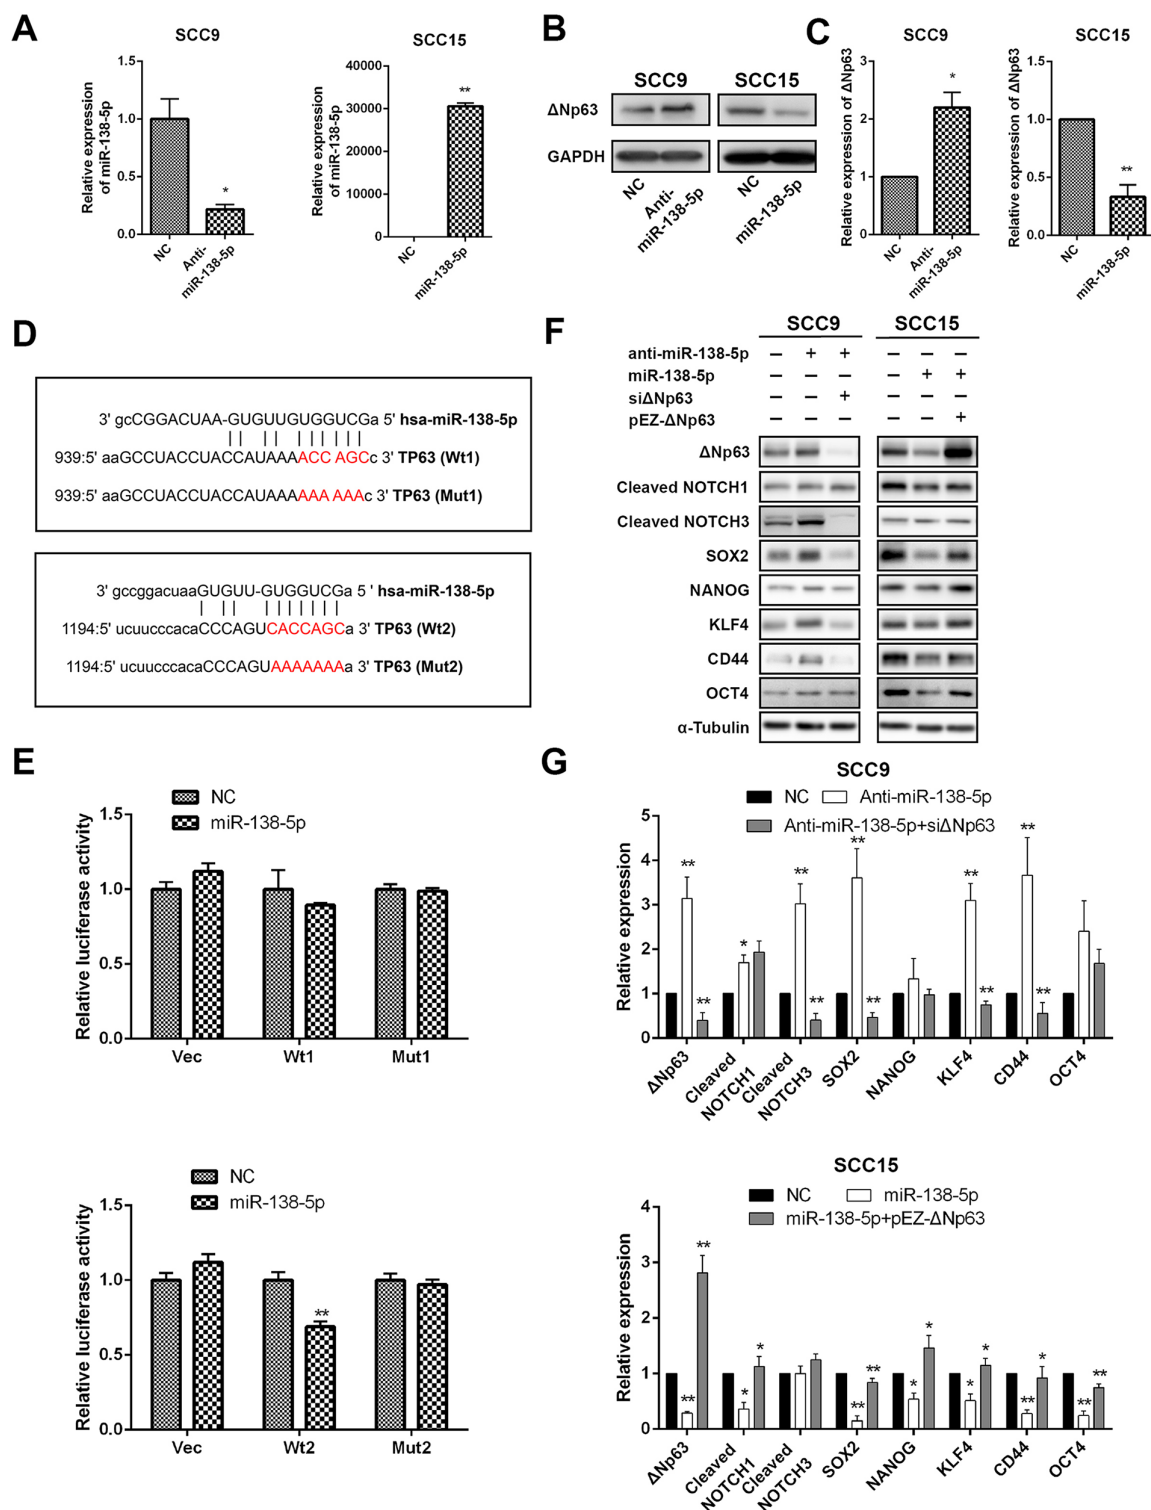 A
SCC9
Relative expression
of miR-138-5p
1.5
1.0
0.5
0.0
*
NC
Anti-
miR-138-5p
SCC15
Relative expression
of miR-138-5p
40000
30000
20000
10000
0
**
NC
miR-138-5p
B
SCC9 SCC15
ΔNp63
GAPDH
NC
Anti-
miR-138-5p
NC
miR-138-5p
C
SCC9
Relative expression of ΔNp63
3
2
1
0
*
NC
Anti-
miR-138-5p
SCC15
Relative expression of ΔNp63
1.5
1.0
0.5
0.0
**
NC
miR-138-5p
D
3' gcCGGACUAA-GUGUUGUGGUCGa 5' hsa-miR-138-5p
939:5' aaGCCUACCUACCAUAAAACCAGCc 3' TP63 (Wt1)
939:5' aaGCCUACCUACCAUAAAAAAAAAc 3' TP63 (Mut1)
3' gccggacuaaGUGUU-GUGGUCGa 5 ' hsa-miR-138-5p
1194:5' ucuucccacaCCCAGUCACCAGCa 3' TP63 (Wt2)
1194:5' ucuucccacaCCCAGUAAAAAAAa 3' TP63 (Mut2)
E
NC
miR-138-5p
Relative luciferase activity
1.5
1.0
0.5
0.0
Vec Wt1 Mut1
NC
miR-138-5p
Relative luciferase activity
1.5
1.0
0.5
0.0
**
Vec Wt2 Mut2
F
SCC9 SCC15
anti-miR-138-5p − + + − − −
miR-138-5p − − − − + +
siΔNp63 − − + − − −
pEZ-ΔNp63 − − − − − +
ΔNp63
Cleaved NOTCH1
Cleaved NOTCH3
SOX2
NANOG
KLF4
CD44
OCT4
α-Tubulin
G
SCC9
NC Anti-miR-138-5p
Anti-miR-138-5p+siΔNp63
Relative expression
5
4
3
2
1
0
** ** * ** ** ** ** ** ** ** **
ΔNp63
Cleaved
NOTCH1
Cleaved
NOTCH3
SOX2
NANOG
KLF4
CD44
OCT4
SCC15
NC miR-138-5p
miR-138-5p+pEZ-ΔNp63
Relative expression
4
3
2
1
0
** ** * * ** ** * * * * ** * ** **
ΔNp63
Cleaved
NOTCH1
Cleaved
NOTCH3
SOX2
NANOG
KLF4
CD44
OCT4